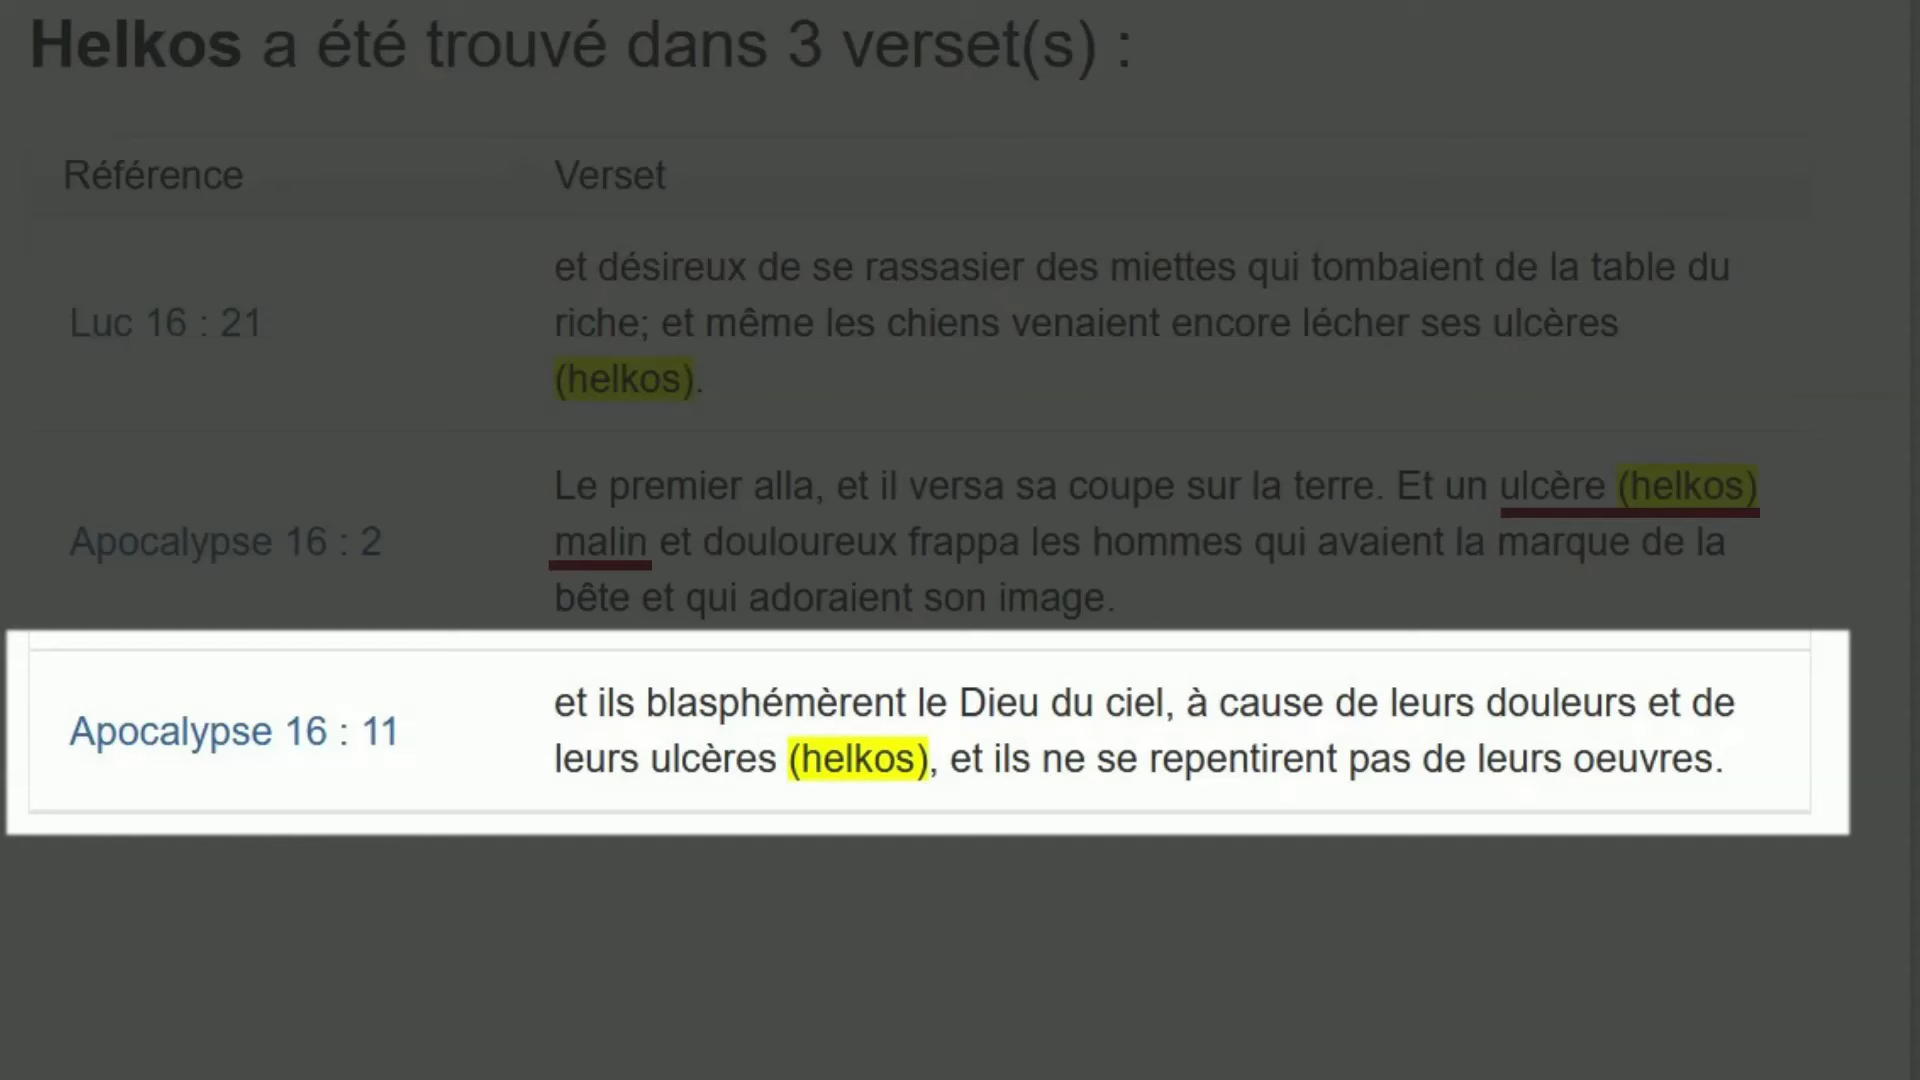 Helkos a été trouvé dans 3 verset(s) :
Référence Verset
et désireux de se rassasier des miettes qui tombaient de la table du
Luc 16 : 21 riche; et même les chiens venaient encore lécher ses ulcères
(helkos).
Le premier alla, et il versa sa coupe sur la terre. Et un ulcère (helkos)
Apocalypse 16 : 2 malin et douloureux frappa les hommes qui avaient la marque de la
bête et qui adoraient son image.
et ils blasphémèrent le Dieu du ciel, à cause de leurs douleurs et de
Apocalypse 16 : 11 leurs ulcères (helkos), et ils ne se repentirent pas de leurs oeuvres.